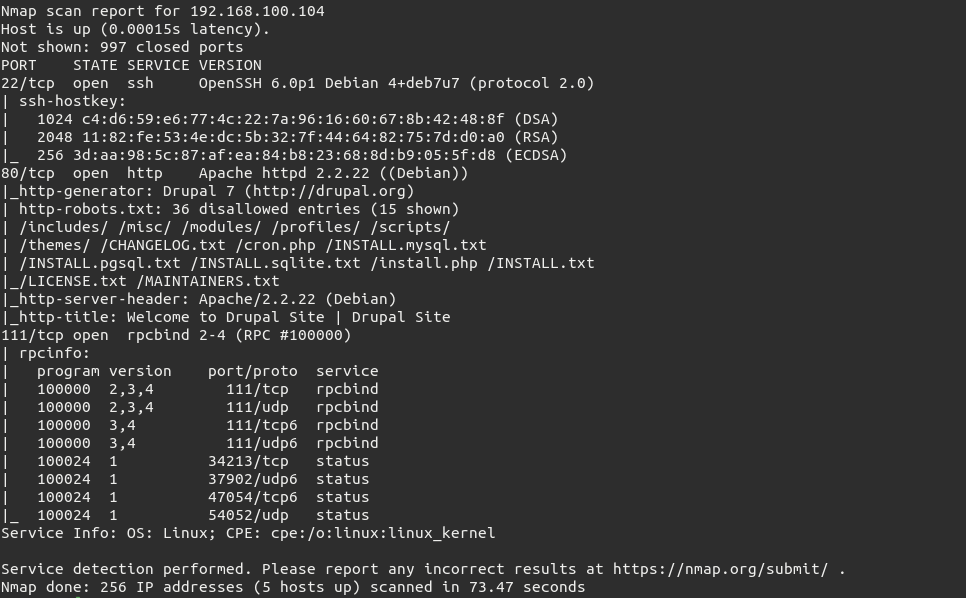 Nmap scan report for 192.168.100.104
Host is up (0.00015s latency).
Not shown: 997 closed ports
PORT    STATE SERVICE VERSION
22/tcp  open  ssh     OpenSSH 6.0p1 Debian 4+deb7u7 (protocol 2.0)
| ssh-hostkey:
|   1024 c4:d6:59:e6:77:4c:22:7a:96:16:60:67:8b:42:48:8f (DSA)
|   2048 11:82:fe:53:4e:dc:5b:32:7f:44:64:82:75:7d:d0:a0 (RSA)
|_  256 3d:aa:98:5c:87:af:ea:84:b8:23:68:8d:b9:05:5f:d8 (ECDSA)
80/tcp  open  http    Apache httpd 2.2.22 ((Debian))
|_http-generator: Drupal 7 (http://drupal.org)
| http-robots.txt: 36 disallowed entries (15 shown)
| /includes/ /misc/ /modules/ /profiles/ /scripts/
| /themes/ /CHANGELOG.txt /cron.php /INSTALL.mysql.txt
| /INSTALL.pgsql.txt /INSTALL.sqlite.txt /install.php /INSTALL.txt
|_/LICENSE.txt /MAINTAINERS.txt
|_http-server-header: Apache/2.2.22 (Debian)
|_http-title: Welcome to Drupal Site | Drupal Site
111/tcp open  rpcbind 2-4 (RPC #100000)
| rpcinfo:
|   program version    port/proto  service
|   100000  2,3,4        111/tcp   rpcbind
|   100000  2,3,4        111/udp   rpcbind
|   100000  3,4          111/tcp6  rpcbind
|   100000  3,4          111/udp6  rpcbind
|   100024  1          34213/tcp   status
|   100024  1          37902/udp6  status
|   100024  1          47054/tcp6  status
|_  100024  1          54052/udp   status
Service Info: OS: Linux; CPE: cpe:/o:linux:linux_kernel

Service detection performed. Please report any incorrect results at https://nmap.org/submit/ .
Nmap done: 256 IP addresses (5 hosts up) scanned in 73.47 seconds